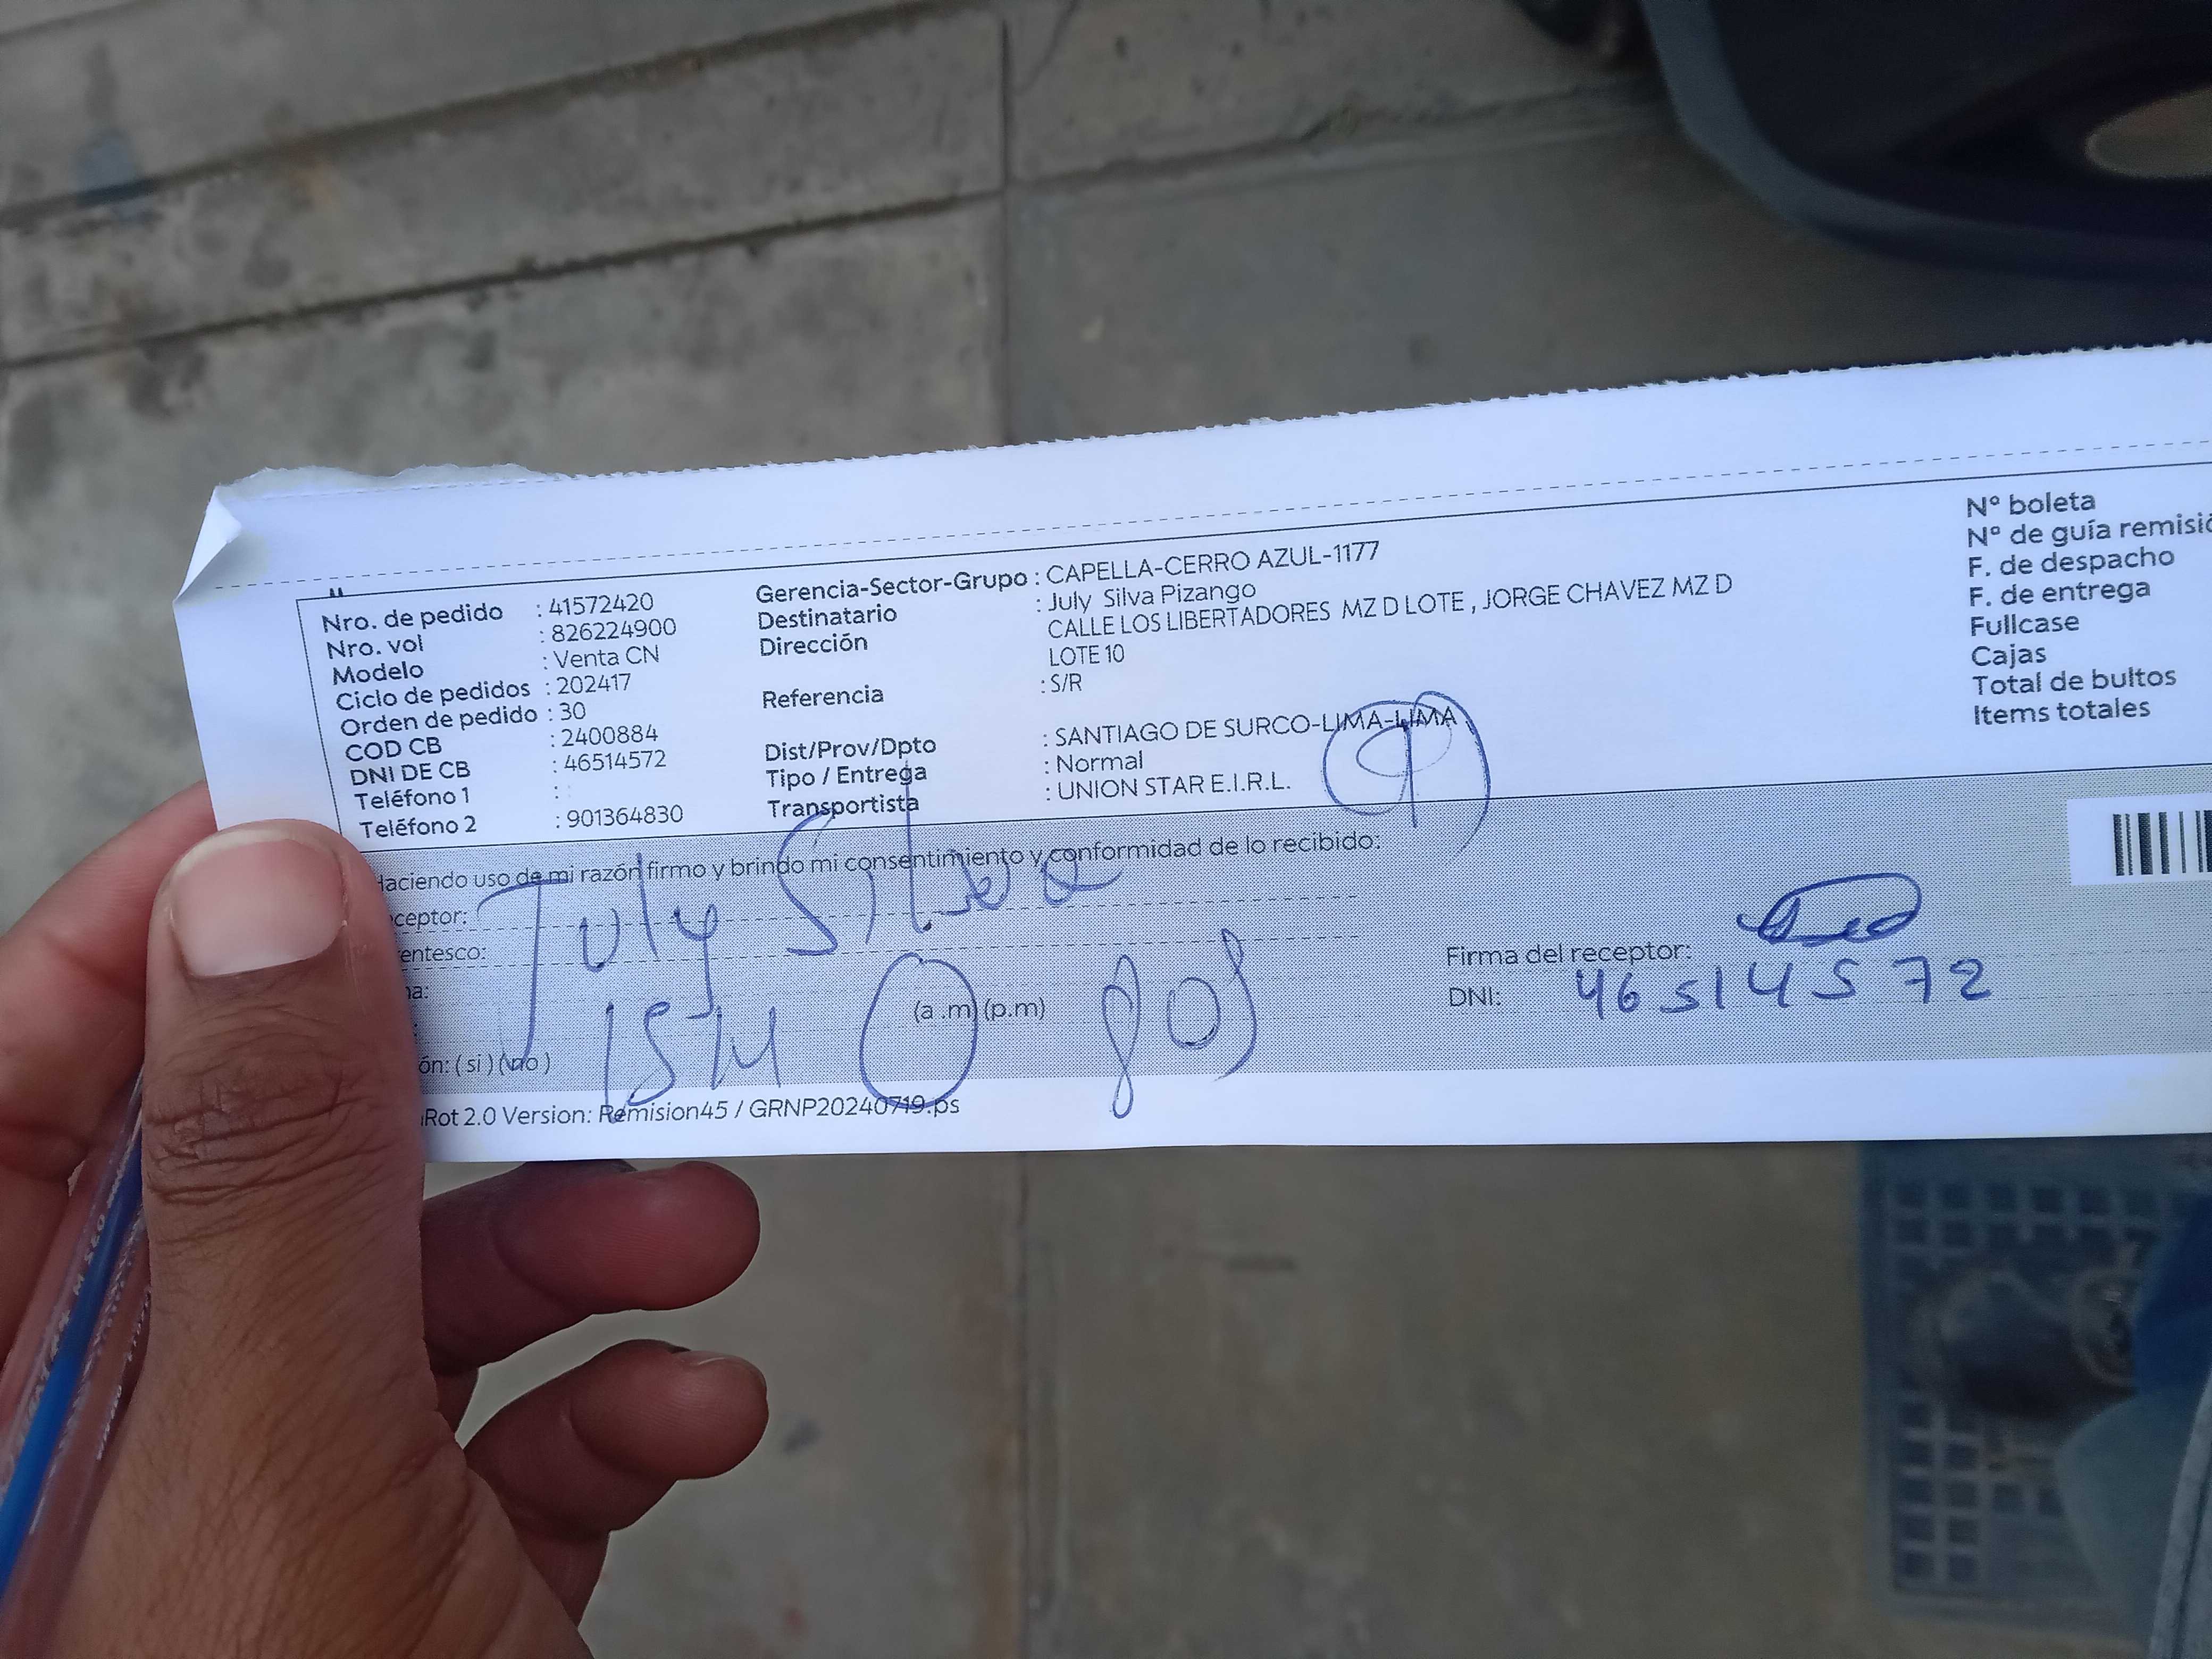 Nro. de pedido : 41572420
Nro. vol : 826224900
Modelo : Venta CN
Ciclo de pedidos : 202417
Orden de pedido : 30
COD CB : 2400884
DNI DE CB : 46514572
Teléfono 1 :
Teléfono 2 : 901364830
Gerencia-Sector-Grupo : CAPELLA-CERRO AZUL-1177
Destinatario : July Silva Pizango
Dirección CALLE LOS LIBERTADORES MZ D LOTE , JORGE CHAVEZ MZ D
LOTE 10
Referencia : S/R
Dist/Prov/Dpto : SANTIAGO DE SURCO-LIMA-LIMA
Tipo / Entrega : Normal
Transportista : UNION STAR E.I.R.L.
Nº boleta
Nº de guía remisió
F. de despacho
F. de entrega
Fullcase
Cajas
Total de bultos
Items totales
Haciendo uso de mi razón firmo y brindo mi consentimiento y conformidad de lo recibido:
ceptor: July Silva
entesco:
na:
(a .m) (p.m)
:
ón: ( si ) ( no )
Firma del receptor:
DNI: 46514572
Rot 2.0 Version: Remision45 / GRNP20240719.ps